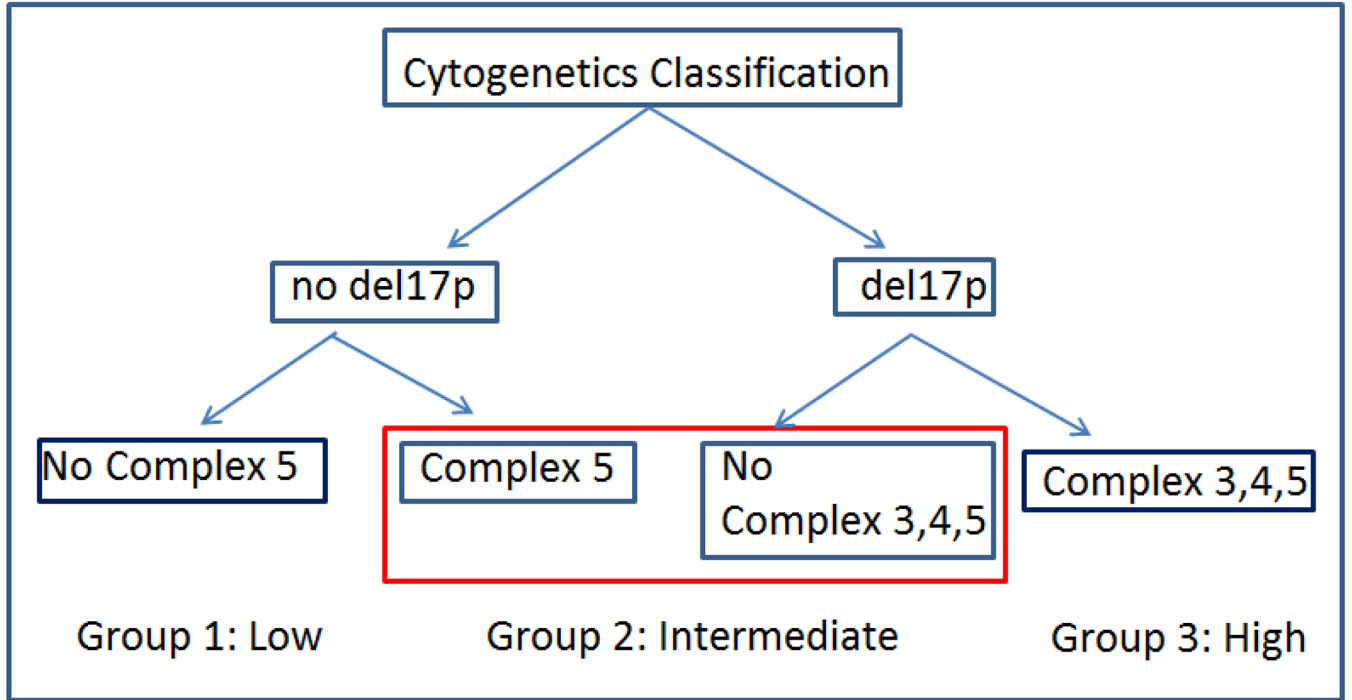 Cytogenetics Classification
no del17p
del17p
No Complex 5
Complex 5
No
Complex 3,4,5
Complex 3,4,5
Group 1: Low
Group 2: Intermediate
Group 3: High